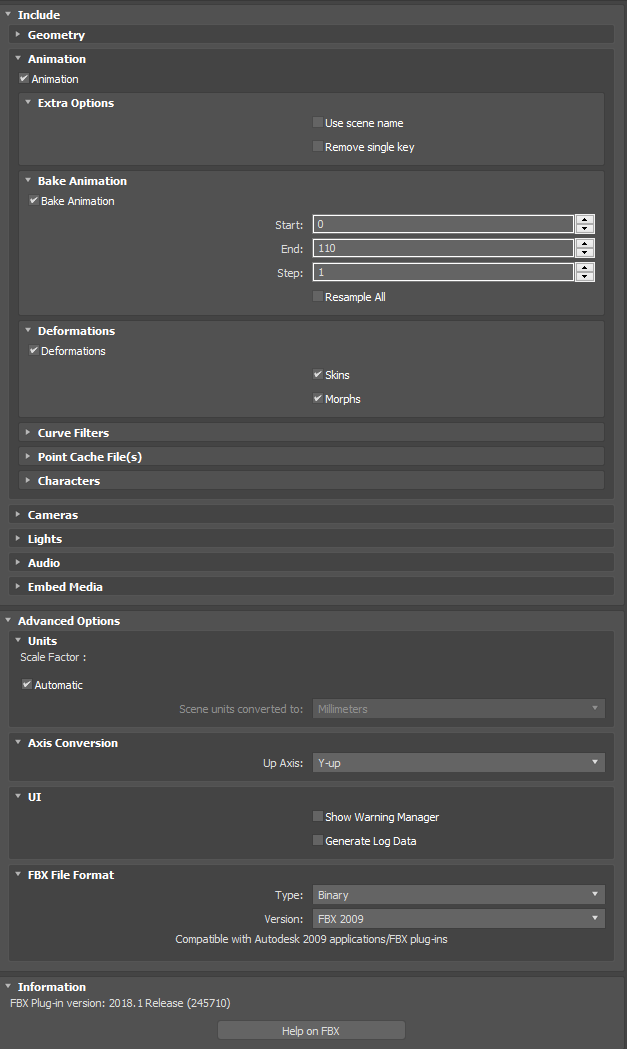 Include
Geometry
Animation
Animation
Extra Options
Use scene name
Remove single key
Bake Animation
Bake Animation
Start: 0
End: 110
Step: 1
Resample All
Deformations
Deformations
Skins
Morphs
Curve Filters
Point Cache File(s)
Characters
Cameras
Lights
Audio
Embed Media
Advanced Options
Units
Scale Factor :
Automatic
Scene units converted to: Millimeters
Axis Conversion
Up Axis: Y-up
UI
Show Warning Manager
Generate Log Data
FBX File Format
Type: Binary
Version: FBX 2009
Compatible with Autodesk 2009 applications/FBX plug-ins
Information
FBX Plug-in version: 2018.1 Release (245710)
Help on FBX